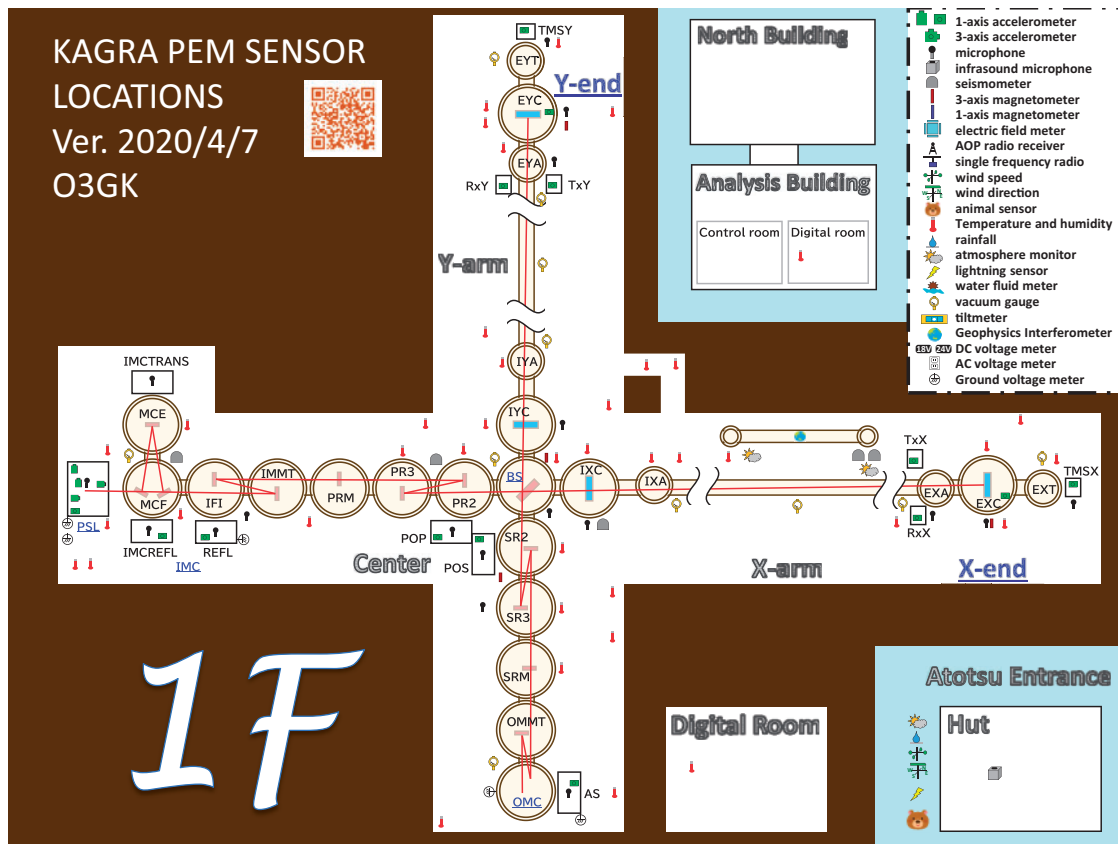 KAGRA PEM SENSOR
LOCATIONS
Ver. 2020/4/7
O3GK
TMSY
EYT
Y-end
EYC
EYA
RxY
TxY
Y-arm
North Building
Analysis Building
Control room
Digital room
1-axis accelerometer
3-axis accelerometer
microphone
infrasound microphone
seismometer
3-axis magnetometer
1-axis magnetometer
electric field meter
AOP radio receiver
single frequency radio
wind speed
wind direction
animal sensor
Temperature and humidity
rainfall
atmosphere monitor
lightning sensor
water fluid meter
vacuum gauge
tiltmeter
Geophysics Interferometer
18V 24V DC voltage meter
AC voltage meter
Ground voltage meter
IYA
IMCTRANS
MCE
IYC
PSL
MCF
IFI
IMMT
PRM
PR3
PR2
BS
IXC
IXA
TxX
EXA
EXC
EXT
TMSX
RxX
IMCREFL
REFL
IMC
POP
POS
Center
SR2
X-arm
X-end
SR3
SRM
OMMT
OMC
AS
1F
Digital Room
Atotsu Entrance
Hut